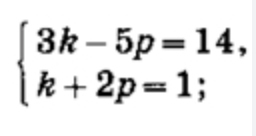 3k − 5p = 14,
k + 2p = 1;